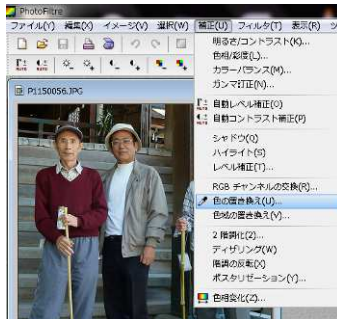 PhotoFiltre
ファイル(F) 編集(E) イメージ(V) 選択(W) 補正(U) フィルタ(T) 表示(R) ツ
P1150056.JPG
明るさ/コントラスト(K)...
色相/彩度(L)...
カラーバランス(M)...
ガンマ訂正(N)...
自動レベル補正(O)
自動コントラスト補正(P)
シャドウ(Q)
ハイライト(S)
レベル補正(T)...
RGB チャンネルの交換(R)...
色の置き換え(U)...
色域の置き換え(V)...
2 階調化(2)...
ディザリング(W)
階調の反転(X)
ポスタリゼーション(Y)...
色相変化(Z)...